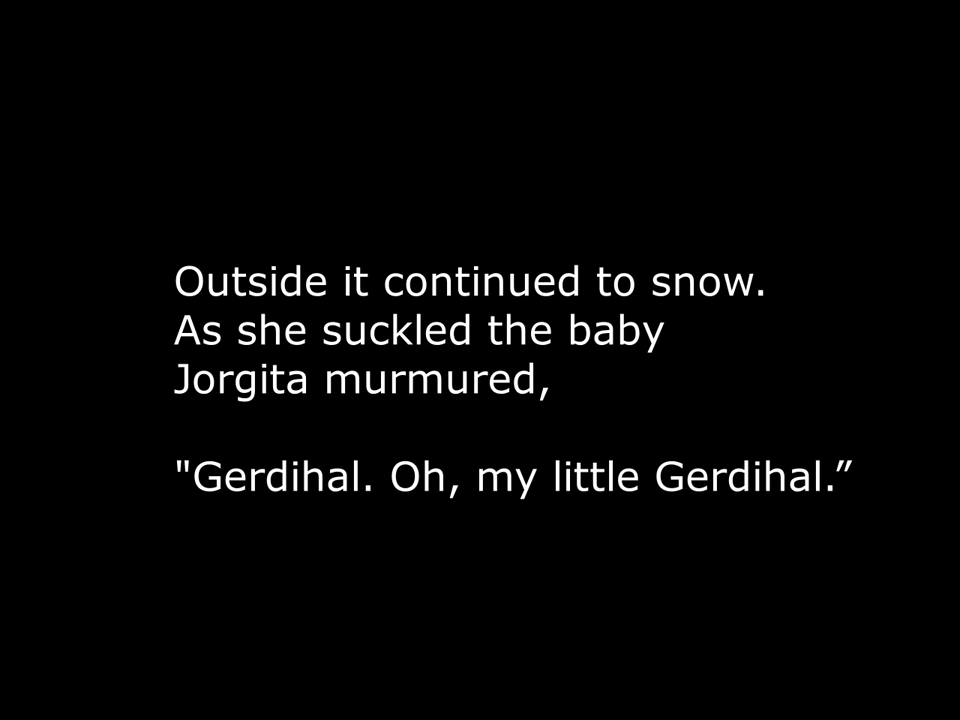 Outside it continued to snow.
As she suckled the baby
Jorgita murmured,
"Gerdihal. Oh, my little Gerdihal.”